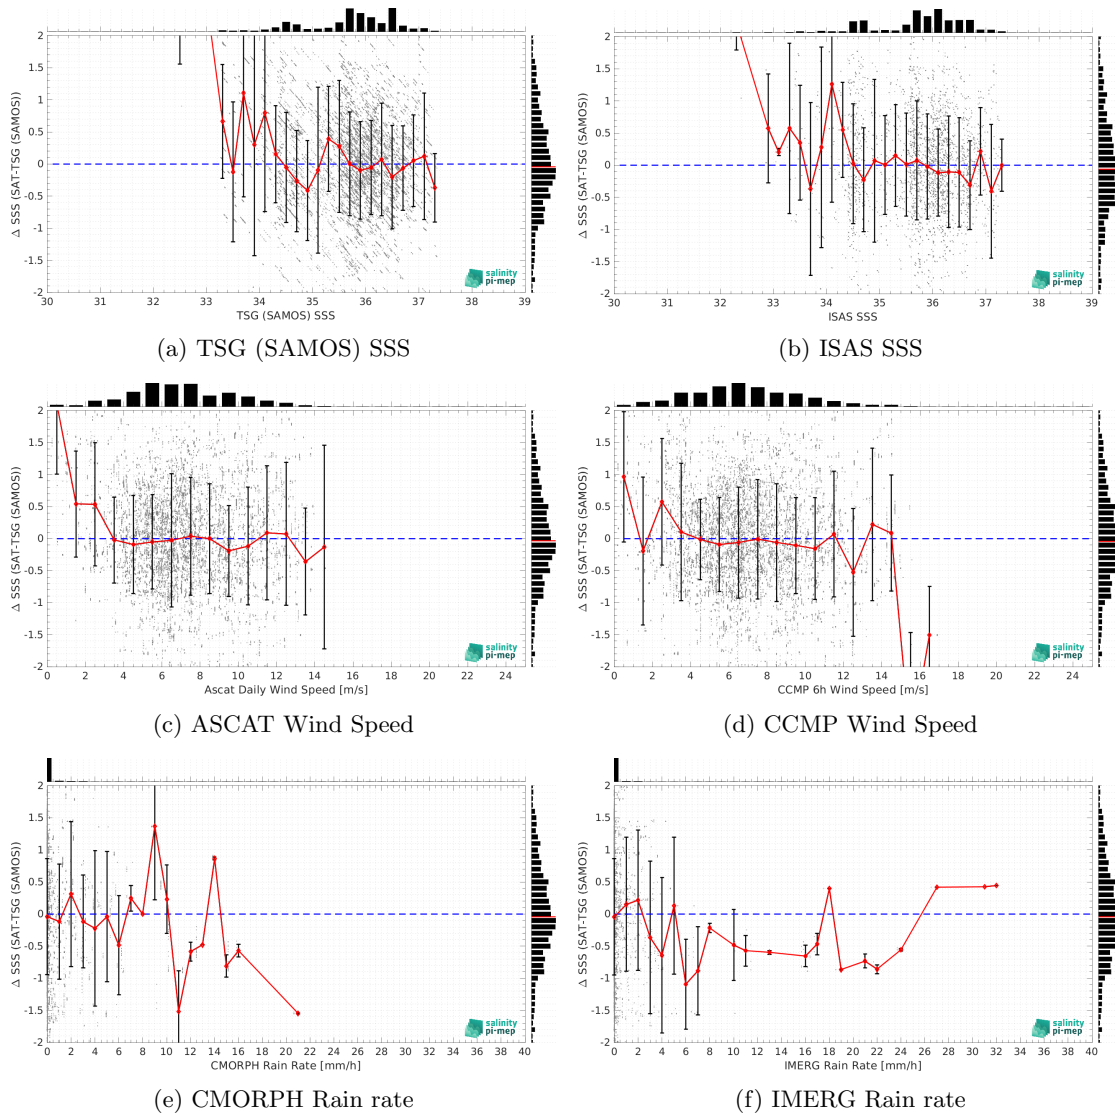 2
1.5
1
0.5
0
-0.5
-1
-1.5
-2
Δ SSS (SAT-TSG (SAMOS))
30 31 32 33 34 35 36 37 38 39
TSG (SAMOS) SSS
salinity
pi-mep
(a) TSG (SAMOS) SSS
2
1.5
1
0.5
0
-0.5
-1
-1.5
-2
Δ SSS (SAT-TSG (SAMOS))
30 31 32 33 34 35 36 37 38 39
ISAS SSS
salinity
pi-mep
(b) ISAS SSS
2
1.5
1
0.5
0
-0.5
-1
-1.5
-2
Δ SSS (SAT-TSG (SAMOS))
0 2 4 6 8 10 12 14 16 18 20 22 24
Ascat Daily Wind Speed [m/s]
salinity
pi-mep
(c) ASCAT Wind Speed
2
1.5
1
0.5
0
-0.5
-1
-1.5
-2
Δ SSS (SAT-TSG (SAMOS))
0 2 4 6 8 10 12 14 16 18 20 22 24
CCMP 6h Wind Speed [m/s]
salinity
pi-mep
(d) CCMP Wind Speed
2
1.5
1
0.5
0
-0.5
-1
-1.5
-2
Δ SSS (SAT-TSG (SAMOS))
0 2 4 6 8 10 12 14 16 18 20 22 24 26 28 30 32 34 36 38 40
CMORPH Rain Rate [mm/h]
salinity
pi-mep
(e) CMORPH Rain rate
2
1.5
1
0.5
0
-0.5
-1
-1.5
-2
Δ SSS (SAT-TSG (SAMOS))
0 2 4 6 8 10 12 14 16 18 20 22 24 26 28 30 32 34 36 38 40
IMERG Rain Rate [mm/h]
salinity
pi-mep
(f) IMERG Rain rate